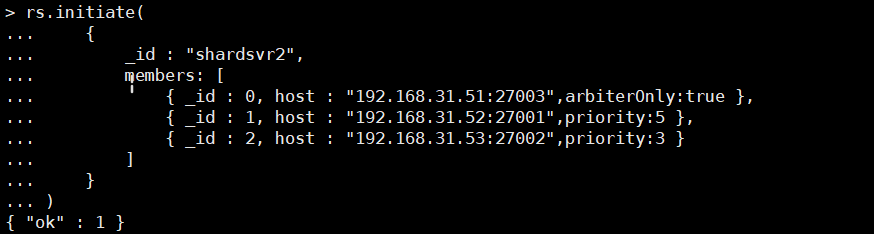 > rs.initiate(
...     {
...         _id : "shardsvr2",
...         members: [
...             { _id : 0, host : "192.168.31.51:27003",arbiterOnly:true },
...             { _id : 1, host : "192.168.31.52:27001",priority:5 },
...             { _id : 2, host : "192.168.31.53:27002",priority:3 }
...         ]
...     }
... )
{ "ok" : 1 }